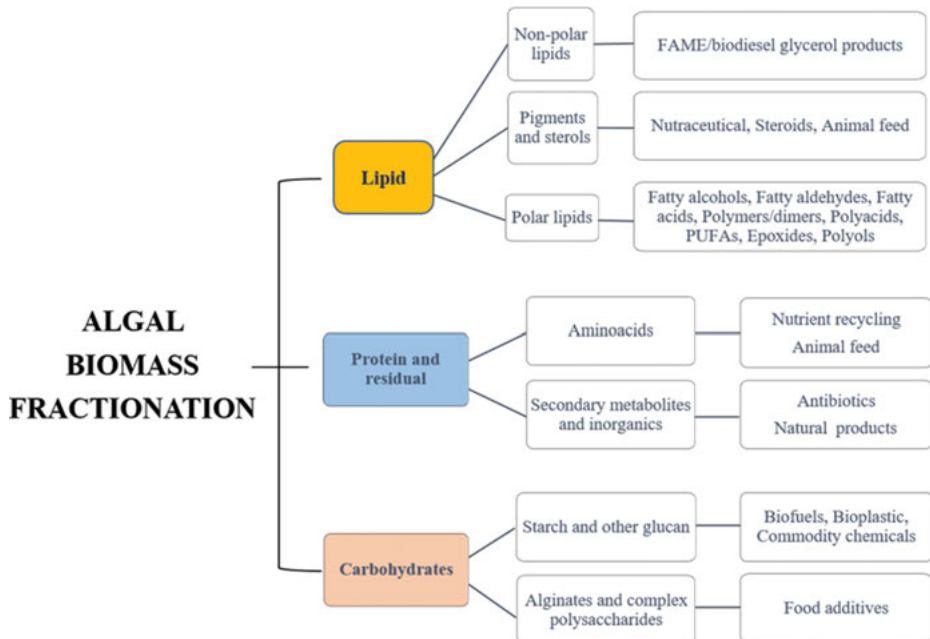 ALGAL
BIOMASS
FRACTIONATION
Lipid
Non-polar
lipids
FAME/biodiesel glycerol products
Pigments
and sterols
Nutraceutical, Steroids, Animal feed
Polar lipids
Fatty alcohols, Fatty aldehydes, Fatty
acids, Polymers/dimers, Polyacids,
PUFAs, Epoxides, Polyols
Protein and
residual
Aminoacids
Nutrient recycling
Animal feed
Secondary metabolites
and inorganics
Antibiotics
Natural products
Carbohydrates
Starch and other glucan
Biofuels, Bioplastic,
Commodity chemicals
Alginates and complex
polysaccharides
Food additives